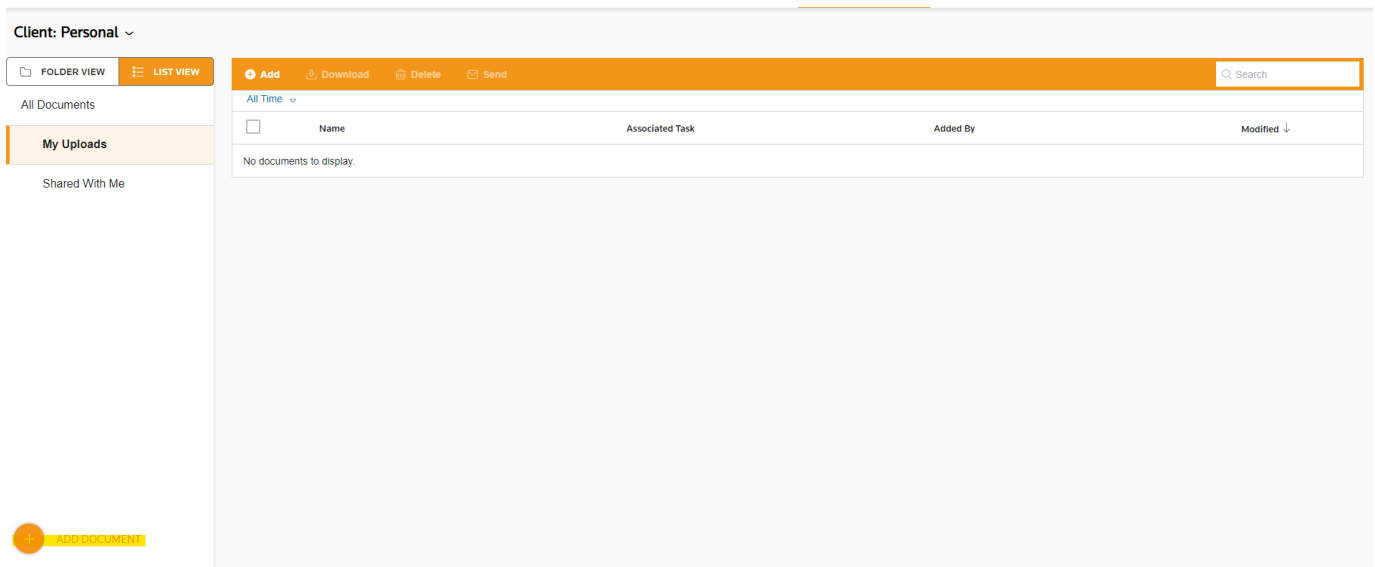 Client: Personal
FOLDER VIEW LIST VIEW
All Documents
My Uploads
Shared With Me
Add Download Delete Send Search
All Time
Name Associated Task Added By Modified
No documents to display.
ADD DOCUMENT